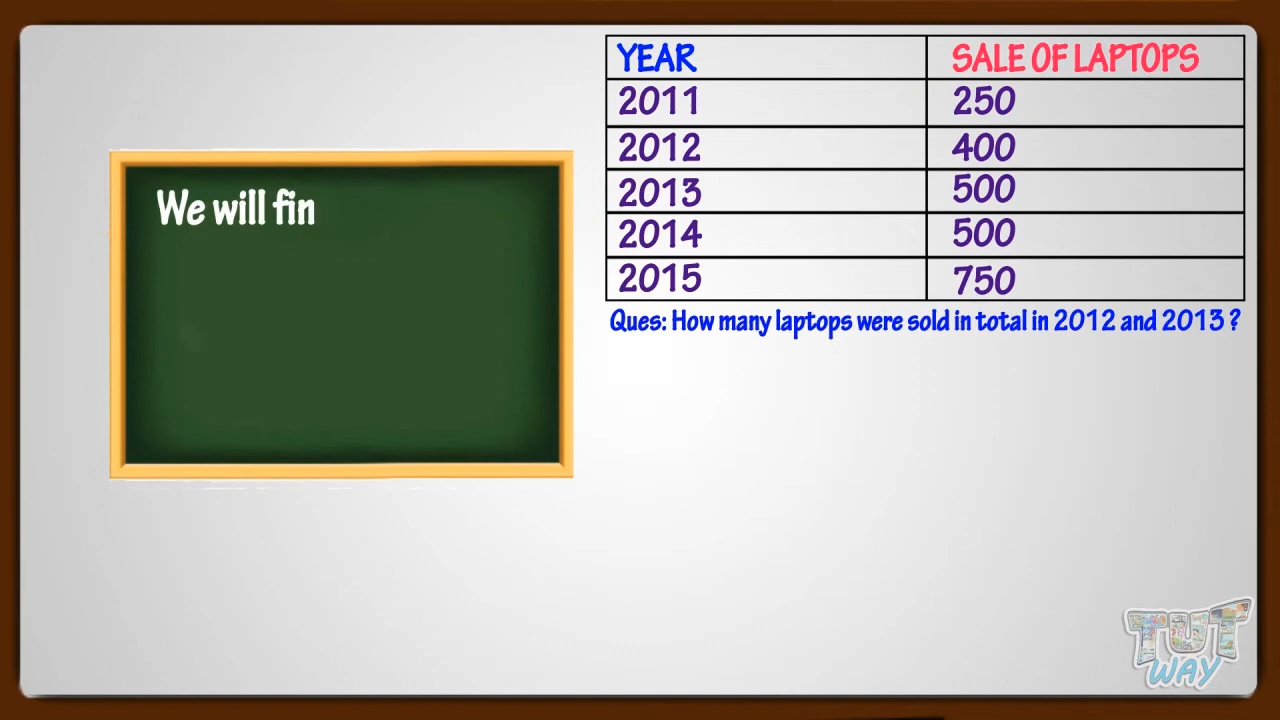 We will fin
YEAR SALE OF LAPTOPS
2011 250
2012 400
2013 500
2014 500
2015 750
Ques: How many laptops were sold in total in 2012 and 2013 ?
TUT
WAY